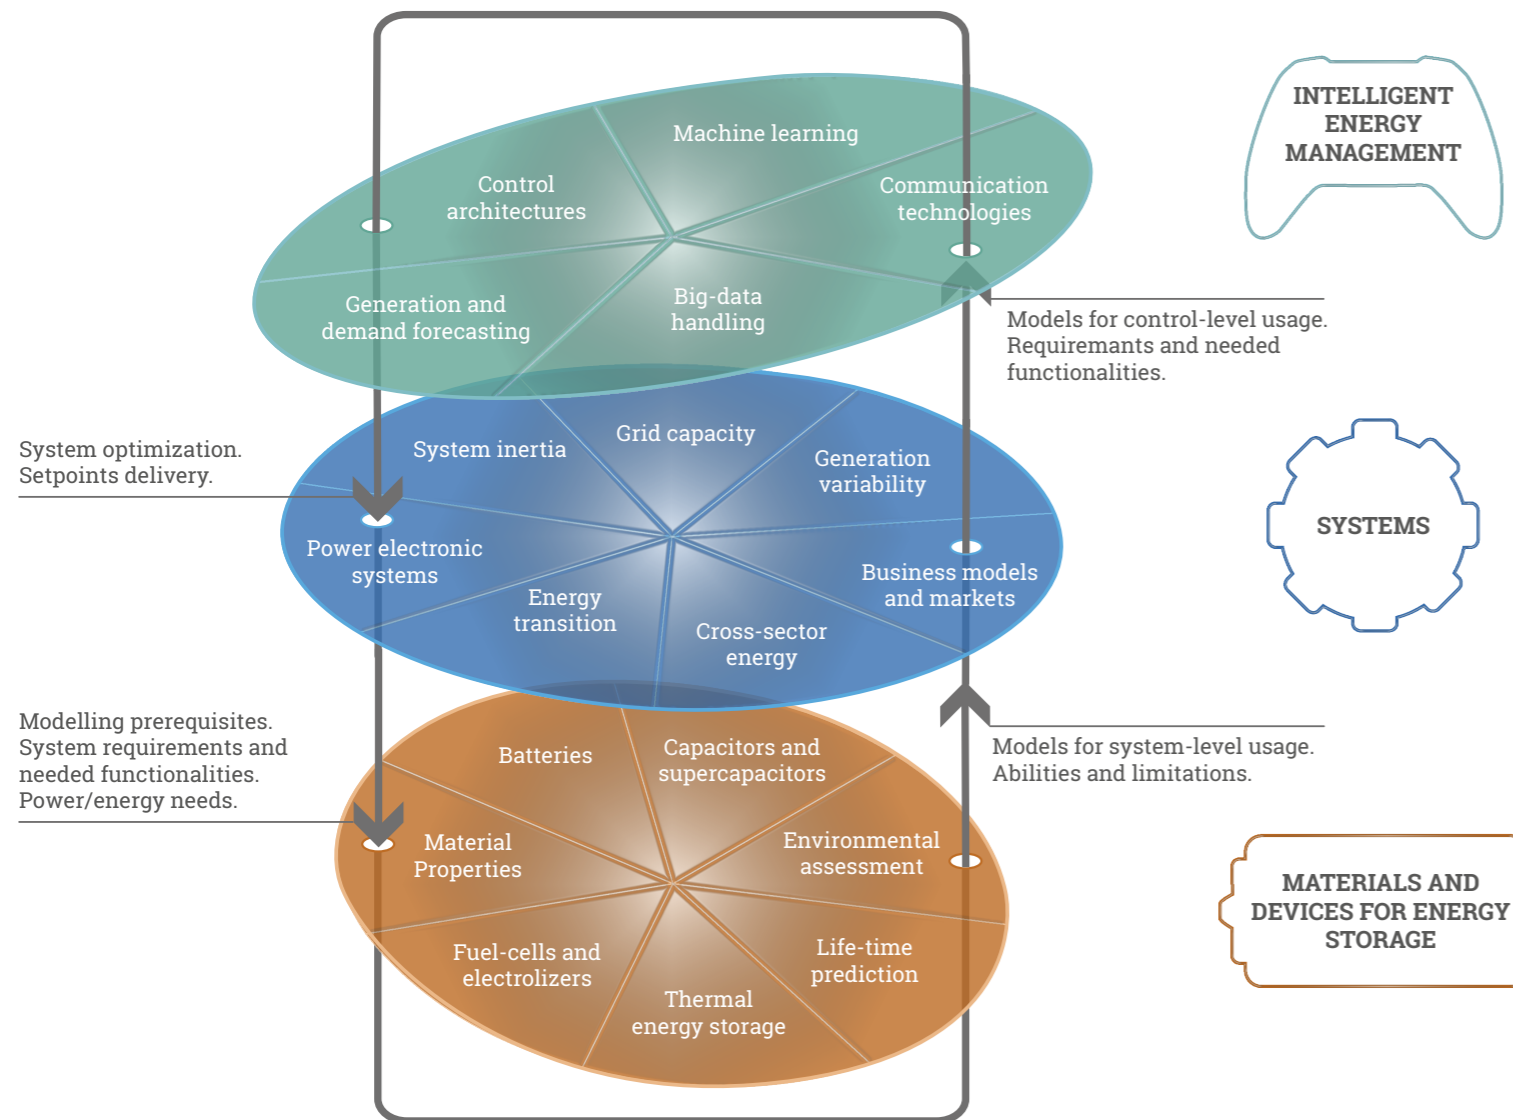 INTELLIGENT
ENERGY
MANAGEMENT
Machine learning
Control
architectures
Communication
technologies
Generation and
demand forecasting
Big-data
handling
Models for control-level usage.
Requirmants and needed
functionalities.
System optimization.
Setpoints delivery.
System inertia
Grid capacity
Generation
variability
SYSTEMS
Power electronic
systems
Energy
transition
Cross-sector
energy
Business models
and markets
Modelling prerequisites.
System requirements and
needed functionalities.
Power/energy needs.
Models for system-level usage.
Abilities and limitations.
Batteries
Capacitors and
supercapacitors
Material
Properties
Environmental
assessment
MATERIALS AND
DEVICES FOR ENERGY
STORAGE
Fuel-cells and
electrolizers
Thermal
energy storage
Life-time
prediction